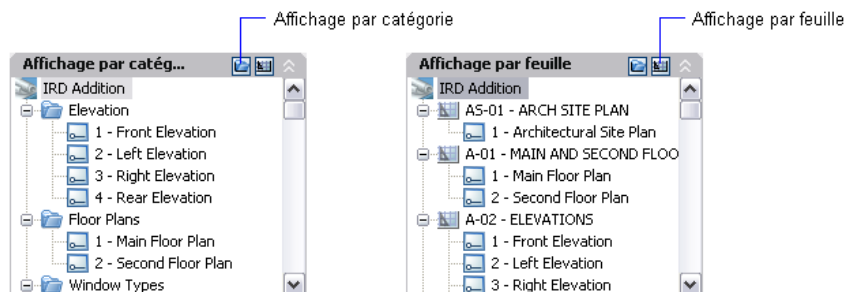 Affichage par catégorie
Affichage par feuille
Affichage par catég...
IRD Addition
Elevation
1 - Front Elevation
2 - Left Elevation
3 - Right Elevation
4 - Rear Elevation
Floor Plans
1 - Main Floor Plan
2 - Second Floor Plan
Window Types
Affichage par feuille
IRD Addition
AS-01 - ARCH SITE PLAN
1 - Architectural Site Plan
A-01 - MAIN AND SECOND FLOO
1 - Main Floor Plan
2 - Second Floor Plan
A-02 - ELEVATIONS
1 - Front Elevation
2 - Left Elevation
3 - Right Elevation